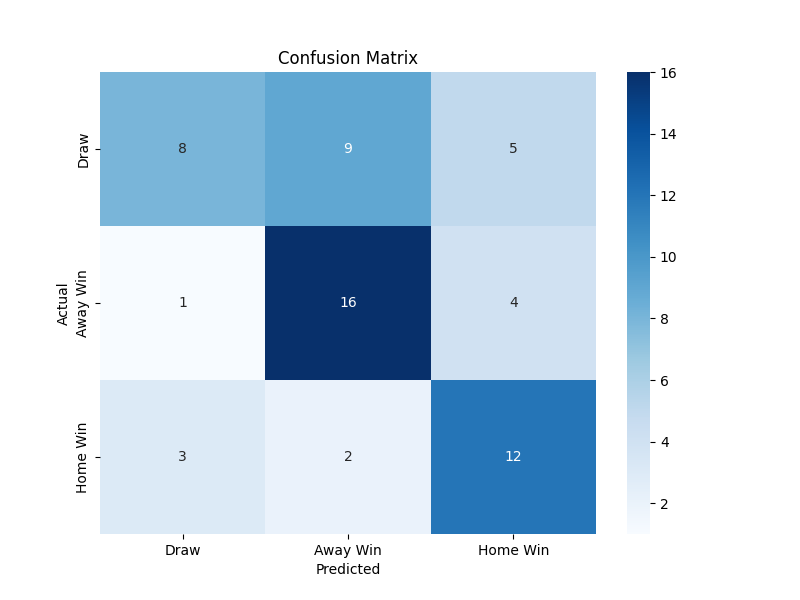 Confusion Matrix
Draw
8 9 5
Actual
Away Win
1 16 4
Home Win
3 2 12
Draw Away Win Home Win
Predicted
16
14
12
10
8
6
4
2